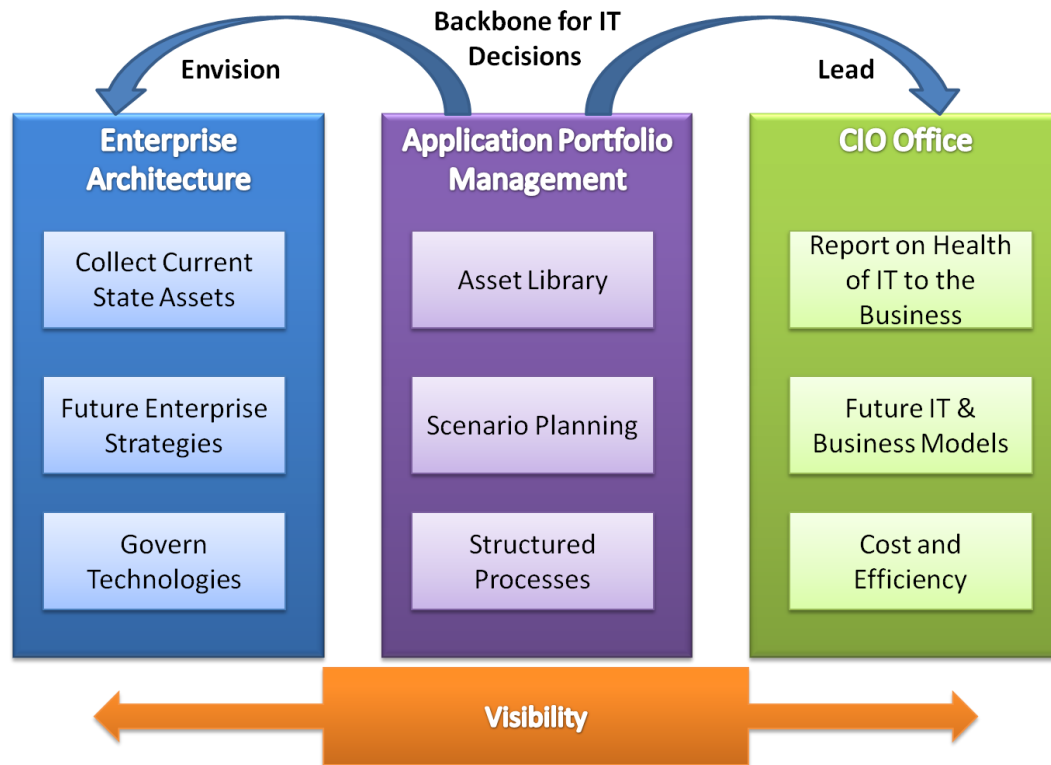 Backbone for IT
Decisions
Envision
Lead
Enterprise
Architecture
Collect Current
State Assets
Future Enterprise
Strategies
Govern
Technologies
Application Portfolio
Management
Asset Library
Scenario Planning
Structured
Processes
CIO Office
Report on Health
of IT to the
Business
Future IT &
Business Models
Cost and
Efficiency
Visibility